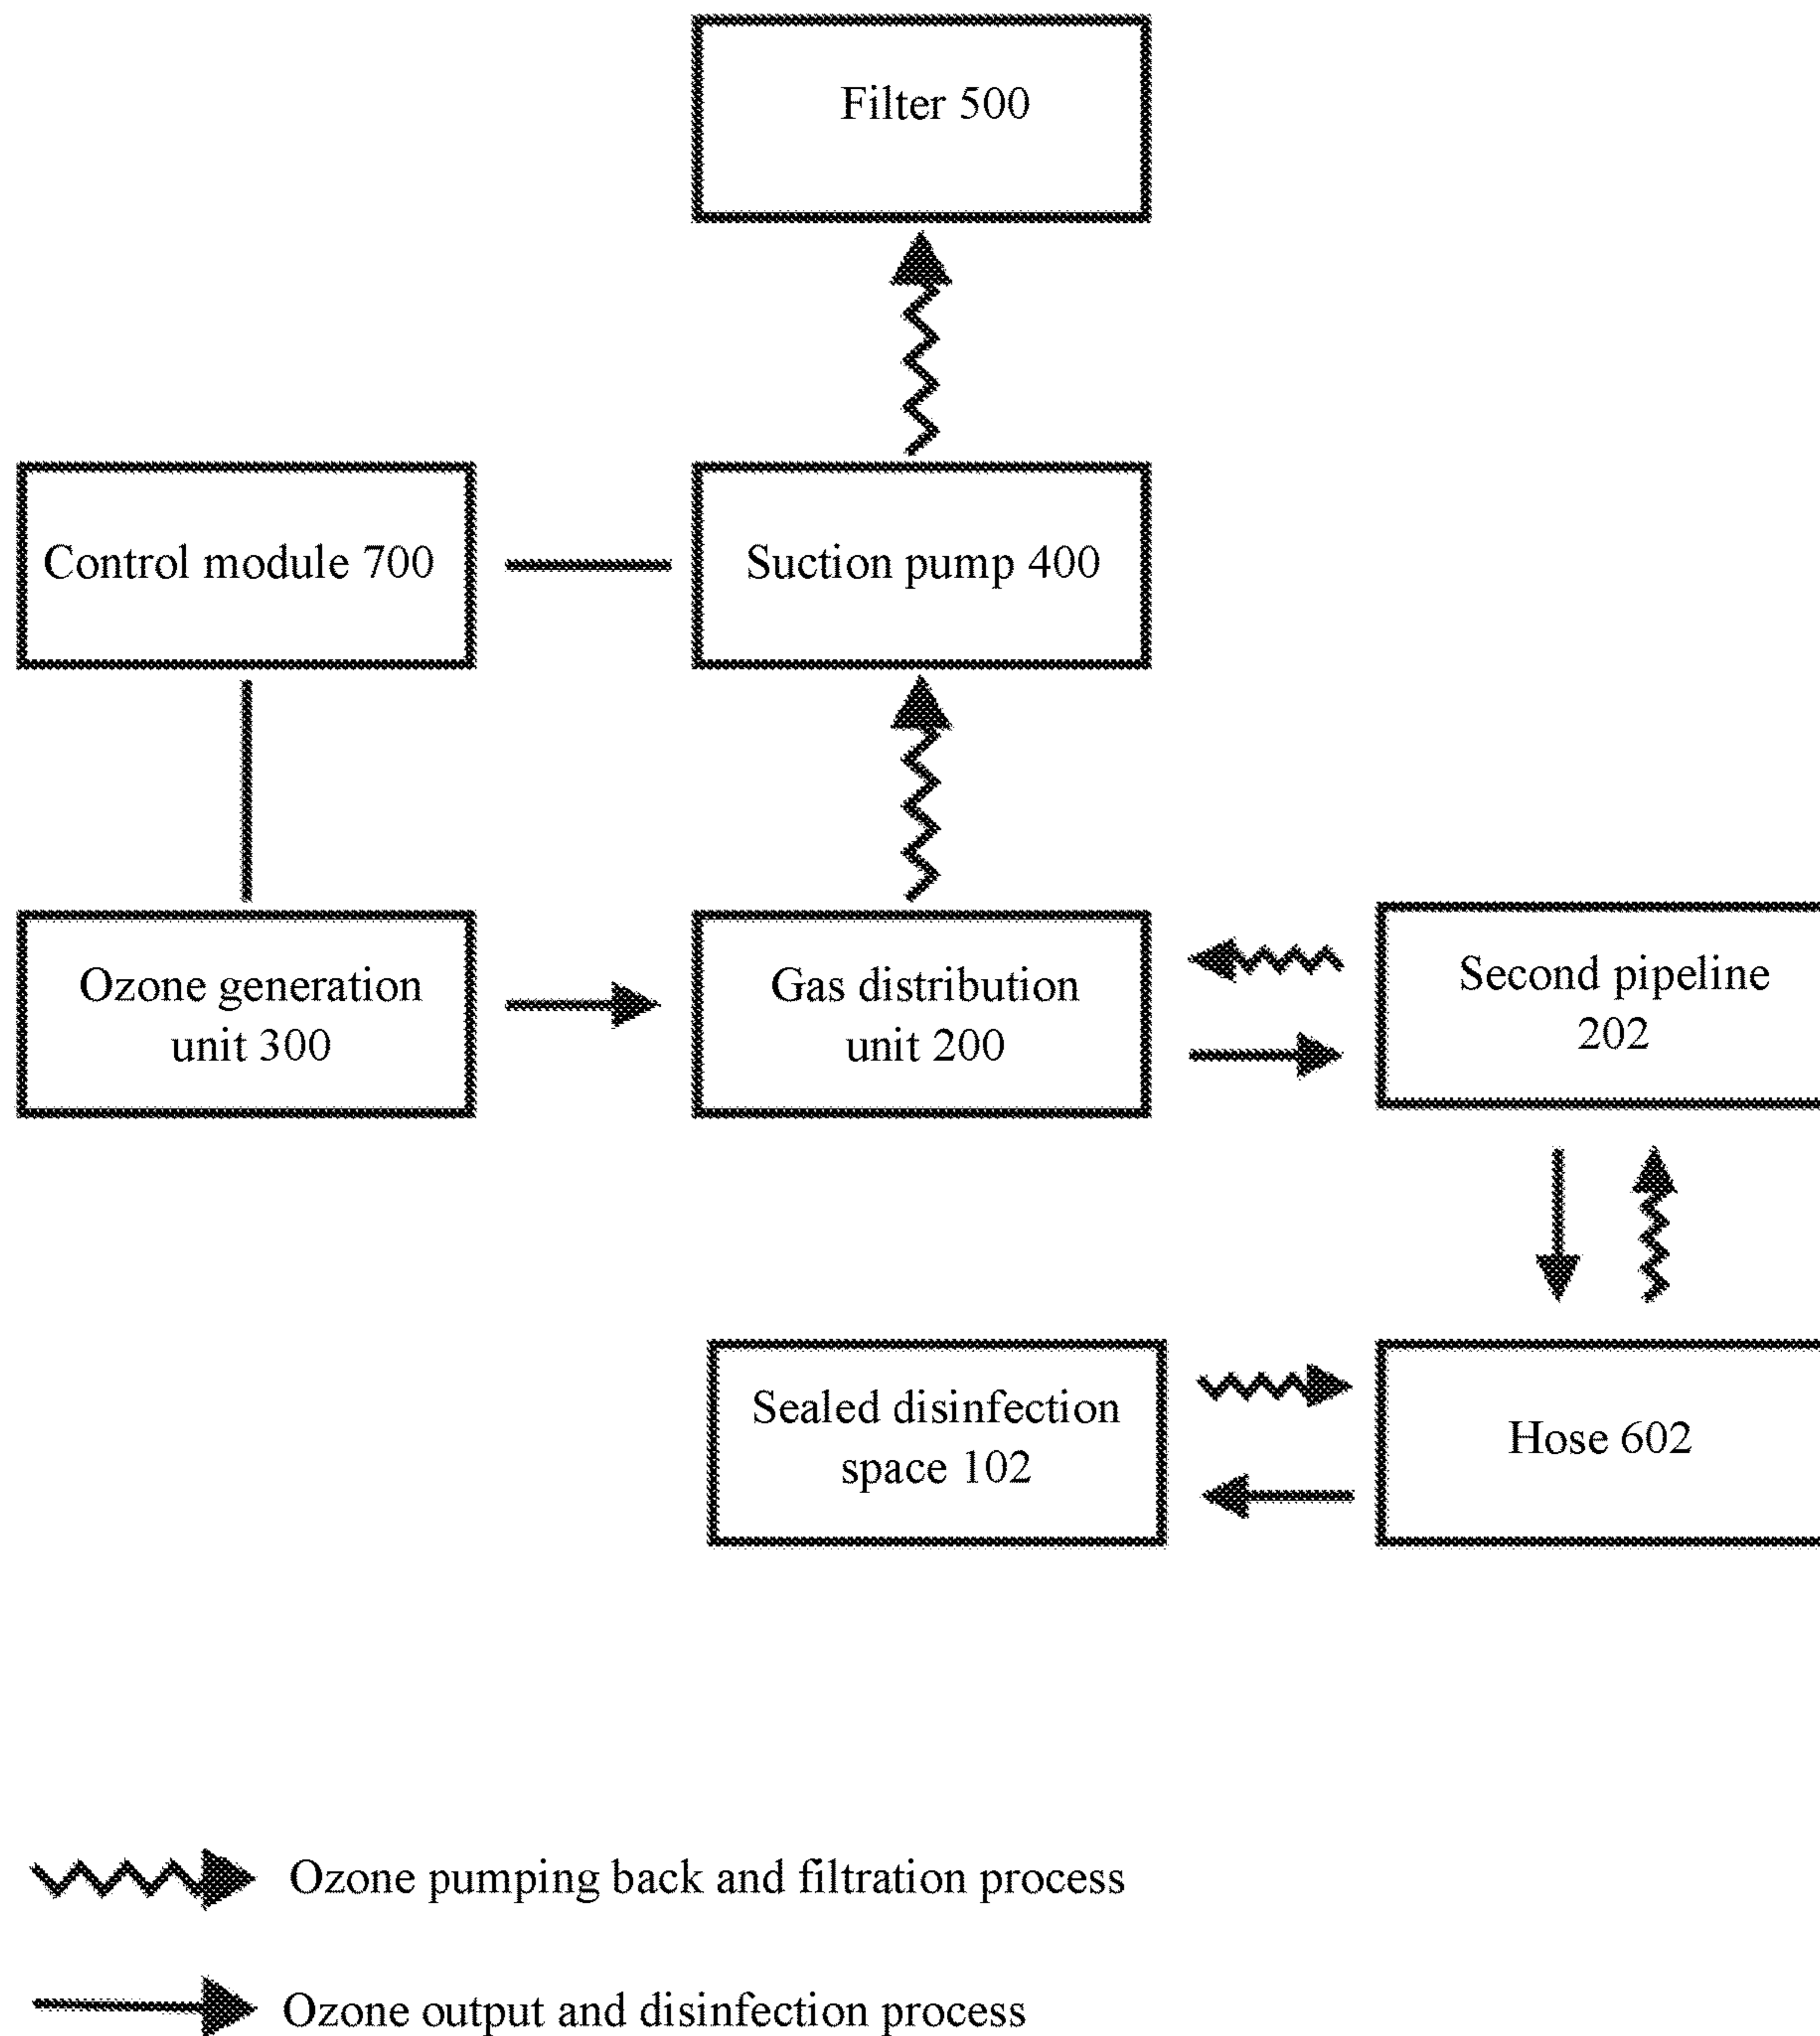 Filter 500
Control module 700
Suction pump 400
Ozone generation
unit 300
Gas distribution
unit 200
Second pipeline
202
Sealed disinfection
space 102
Hose 602
Ozone pumping back and filtration process
Ozone output and disinfection process